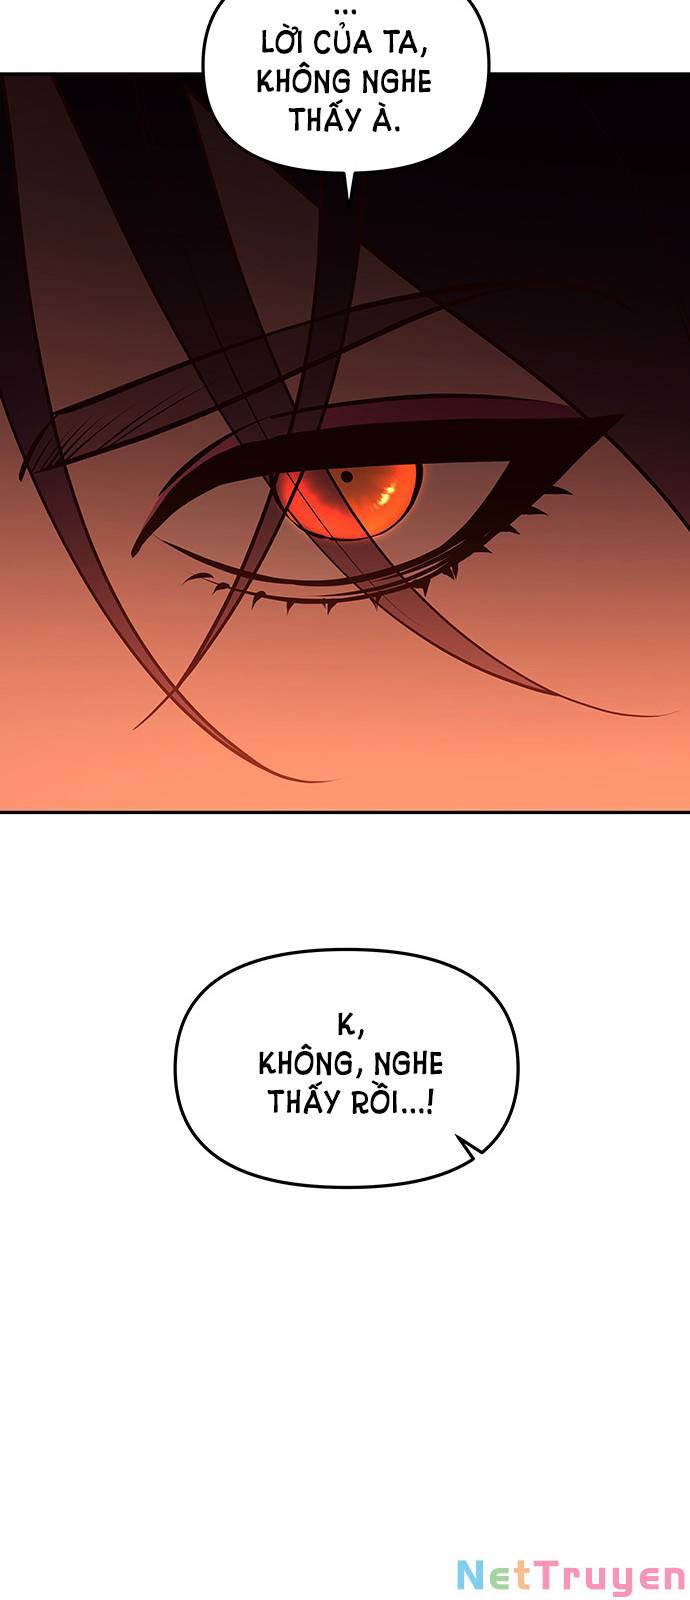 ...
LỜI CỦA TA,
KHÔNG NGHE
THẤY À.
K,
KHÔNG, NGHE
THẤY RỒI...!
NetTruyen